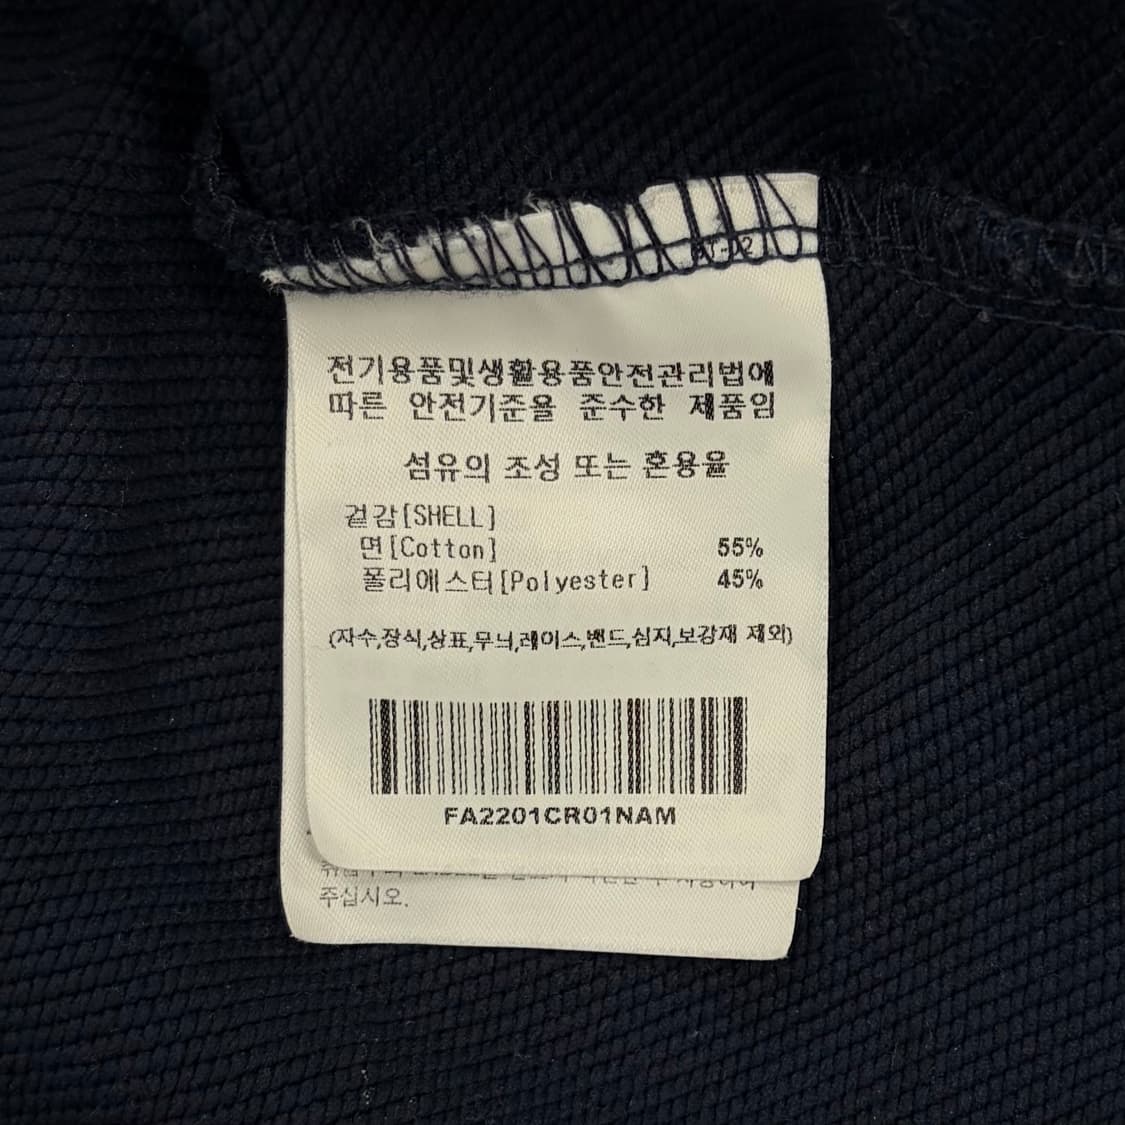 전기용품및생활용품안전관리법에
따른 안전기준을 준수한 제품임
섬유의 조성 또는 혼용율
겉감[SHELL]
면[Cotton] 55%
폴리에스터[Polyester] 45%
(자수,장식,상표,무늬,레이스,밴드,심지,보강재 제외)
FA2201CR01NAM
주십시오.